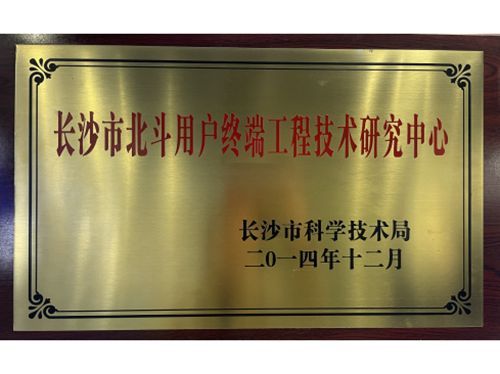 长沙市北斗用户终端工程技术研究中心
长沙市科学技术局
二0一四年十二月